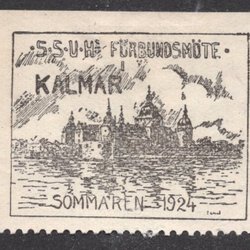 S·S·U·H:s FÖRBUNDSMÖTE·
I
KALMAR
SOMMAREN - 1924